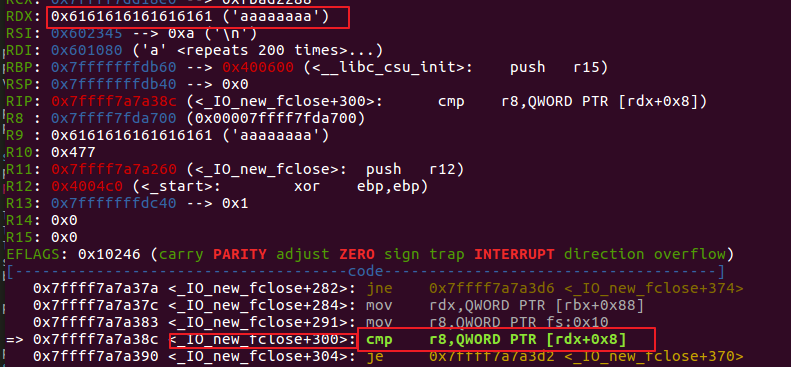 RDX: 0x6161616161616161 ('aaaaaaaa')
RSI: 0x602345 --> 0xa ('\n')
RDI: 0x601080 ('a' <repeats 200 times>...)
RBP: 0x7fffffffdb60 --> 0x400600 (<__libc_csu_init>: push r15)
RSP: 0x7fffffffdb40 --> 0x0
RIP: 0x7ffff7a7a38c (<_IO_new_fclose+300>: cmp r8,QWORD PTR [rdx+0x8])
R8 : 0x7ffff7fda700 (0x00007ffff7fda700)
R9 : 0x6161616161616161 ('aaaaaaaa')
R10: 0x477
R11: 0x7ffff7a7a260 (<_IO_new_fclose>: push r12)
R12: 0x4004c0 (<_start>: xor ebp,ebp)
R13: 0x7fffffffdc40 --> 0x1
R14: 0x0
R15: 0x0
EFLAGS: 0x10246 (carry PARITY adjust ZERO sign trap INTERRUPT direction overflow)
[-------------------------------------code-------------------------------------]
0x7ffff7a7a37a <_IO_new_fclose+282>: jne 0x7ffff7a7a3d6 <_IO_new_fclose+374>
0x7ffff7a7a37c <_IO_new_fclose+284>: mov rdx,QWORD PTR [rbx+0x88]
0x7ffff7a7a383 <_IO_new_fclose+291>: mov r8,QWORD PTR fs:0x10
=> 0x7ffff7a7a38c <_IO_new_fclose+300>: cmp r8,QWORD PTR [rdx+0x8]
0x7ffff7a7a390 <_IO_new_fclose+304>: je 0x7ffff7a7a3d2 <_IO_new_fclose+370>